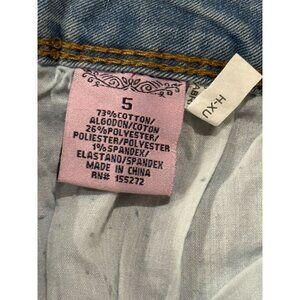 5
73%COTTON/
ALGODON/COTON
26%POLYESTER/
POLIESTER/POLYESTER
1%SPANDEX/
ELASTANO/SPANDEX
MADE IN CHINA
RN# 155272
H-XU